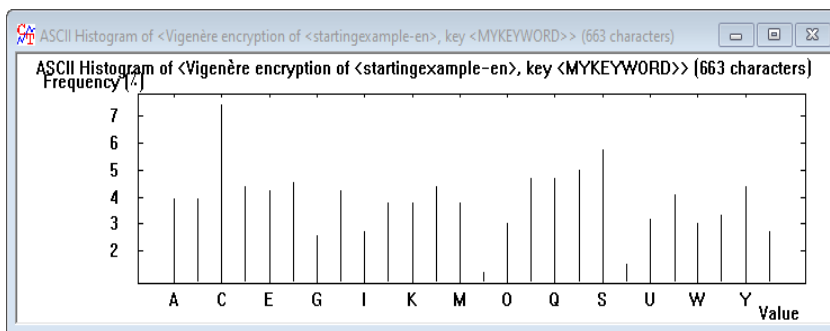 ASCII Histogram of <Vigenère encryption of <startingexample-en>, key <MYKEYWORD>> (663 characters)
ASCII Histogram of <Vigenère encryption of <startingexample-en>, key <MYKEYWORD>> (663 characters)
Frequency (%)
7
6
5
4
3
2
A C E G I K M O Q S U W Y
Value